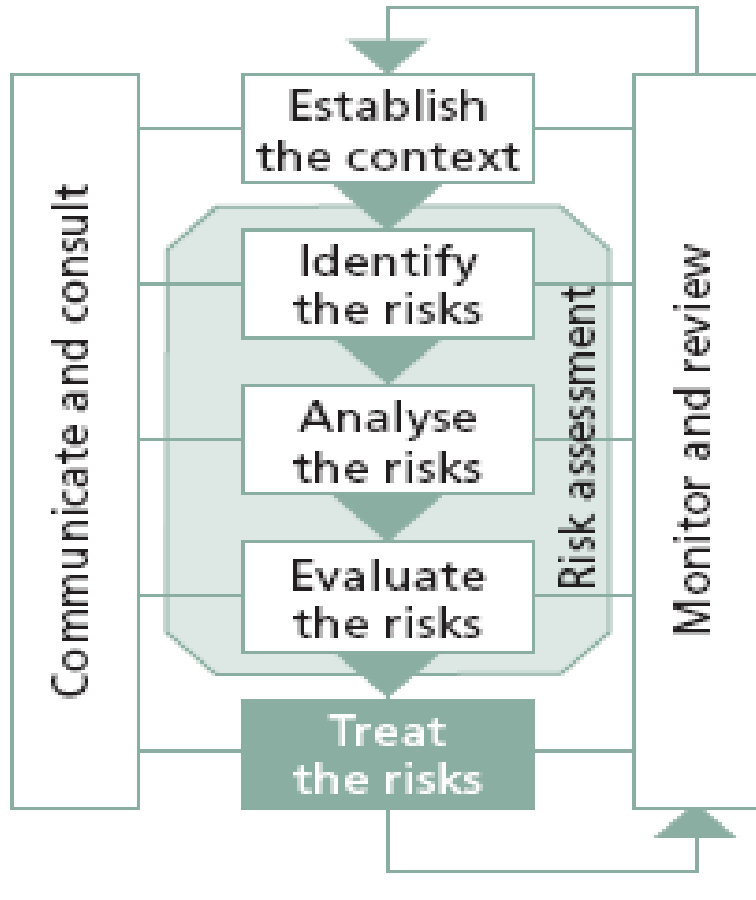 Establish
the context
Communicate and consult
Identify
the risks
Analyse
the risks
Evaluate
the risks
Risk assessment
Monitor and review
Treat
the risks